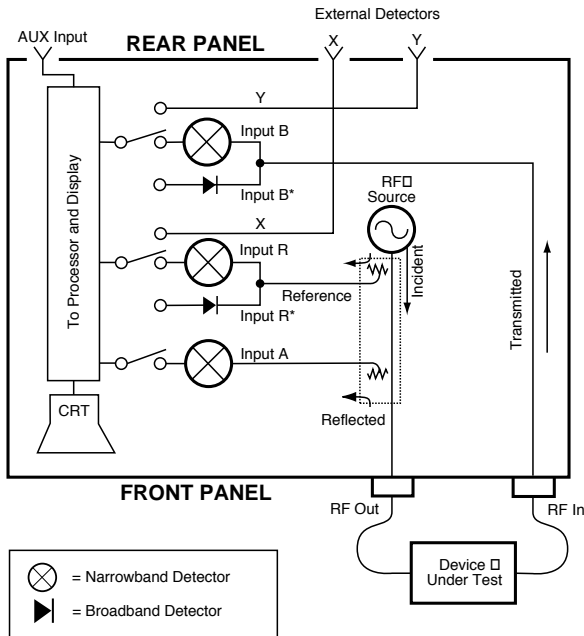 External Detectors
AUX Input
REAR PANEL
X
Y
Y
Input B
Input B*
RF□
Source
X
Input R
Incident
Reference
Input R*
Transmitted
To Processor and Display
Input A
CRT
Reflected
FRONT PANEL
RF Out
RF In
Device □
Under Test
= Narrowband Detector
= Broadband Detector